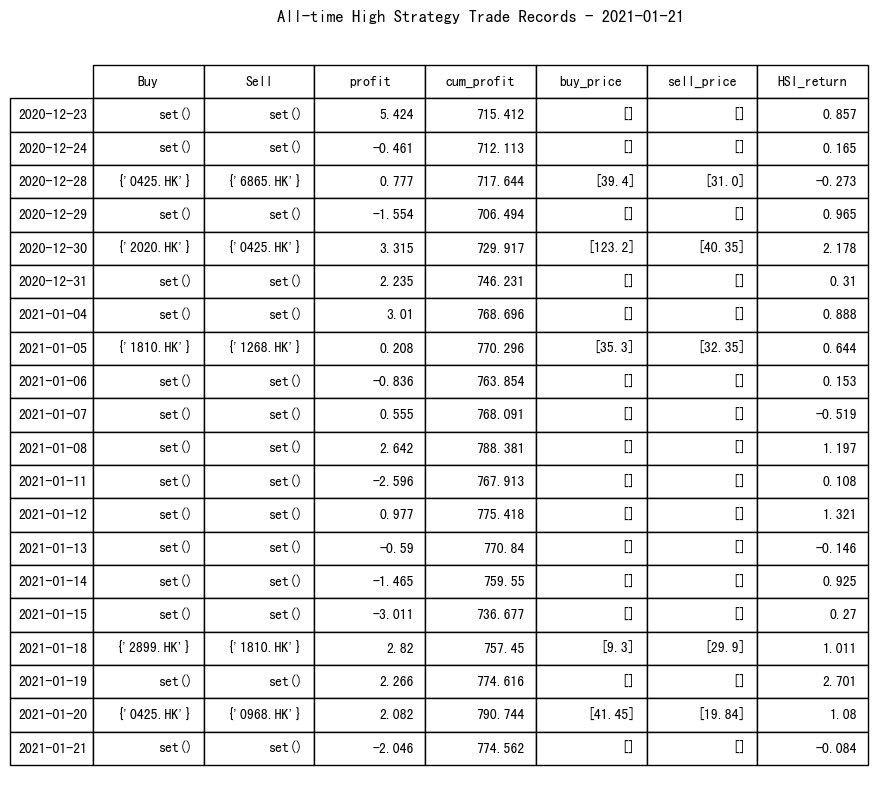 All-time High Strategy Trade Records - 2021-01-21
Buy Sell profit cum_profit buy_price sell_price HSI_return
2020-12-23 set() set() 5.424 715.412 [] [] 0.857
2020-12-24 set() set() -0.461 712.113 [] [] 0.165
2020-12-28 {'0425.HK'} {'6865.HK'} 0.777 717.644 [39.4] [31.0] -0.273
2020-12-29 set() set() -1.554 706.494 [] [] 0.965
2020-12-30 {'2020.HK'} {'0425.HK'} 3.315 729.917 [123.2] [40.35] 2.178
2020-12-31 set() set() 2.235 746.231 [] [] 0.31
2021-01-04 set() set() 3.01 768.696 [] [] 0.888
2021-01-05 {'1810.HK'} {'1268.HK'} 0.208 770.296 [35.3] [32.35] 0.644
2021-01-06 set() set() -0.836 763.854 [] [] 0.153
2021-01-07 set() set() 0.555 768.091 [] [] -0.519
2021-01-08 set() set() 2.642 788.381 [] [] 1.197
2021-01-11 set() set() -2.596 767.913 [] [] 0.108
2021-01-12 set() set() 0.977 775.418 [] [] 1.321
2021-01-13 set() set() -0.59 770.84 [] [] -0.146
2021-01-14 set() set() -1.465 759.55 [] [] 0.925
2021-01-15 set() set() -3.011 736.677 [] [] 0.27
2021-01-18 {'2899.HK'} {'1810.HK'} 2.82 757.45 [9.3] [29.9] 1.011
2021-01-19 set() set() 2.266 774.616 [] [] 2.701
2021-01-20 {'0425.HK'} {'0968.HK'} 2.082 790.744 [41.45] [19.84] 1.08
2021-01-21 set() set() -2.046 774.562 [] [] -0.084